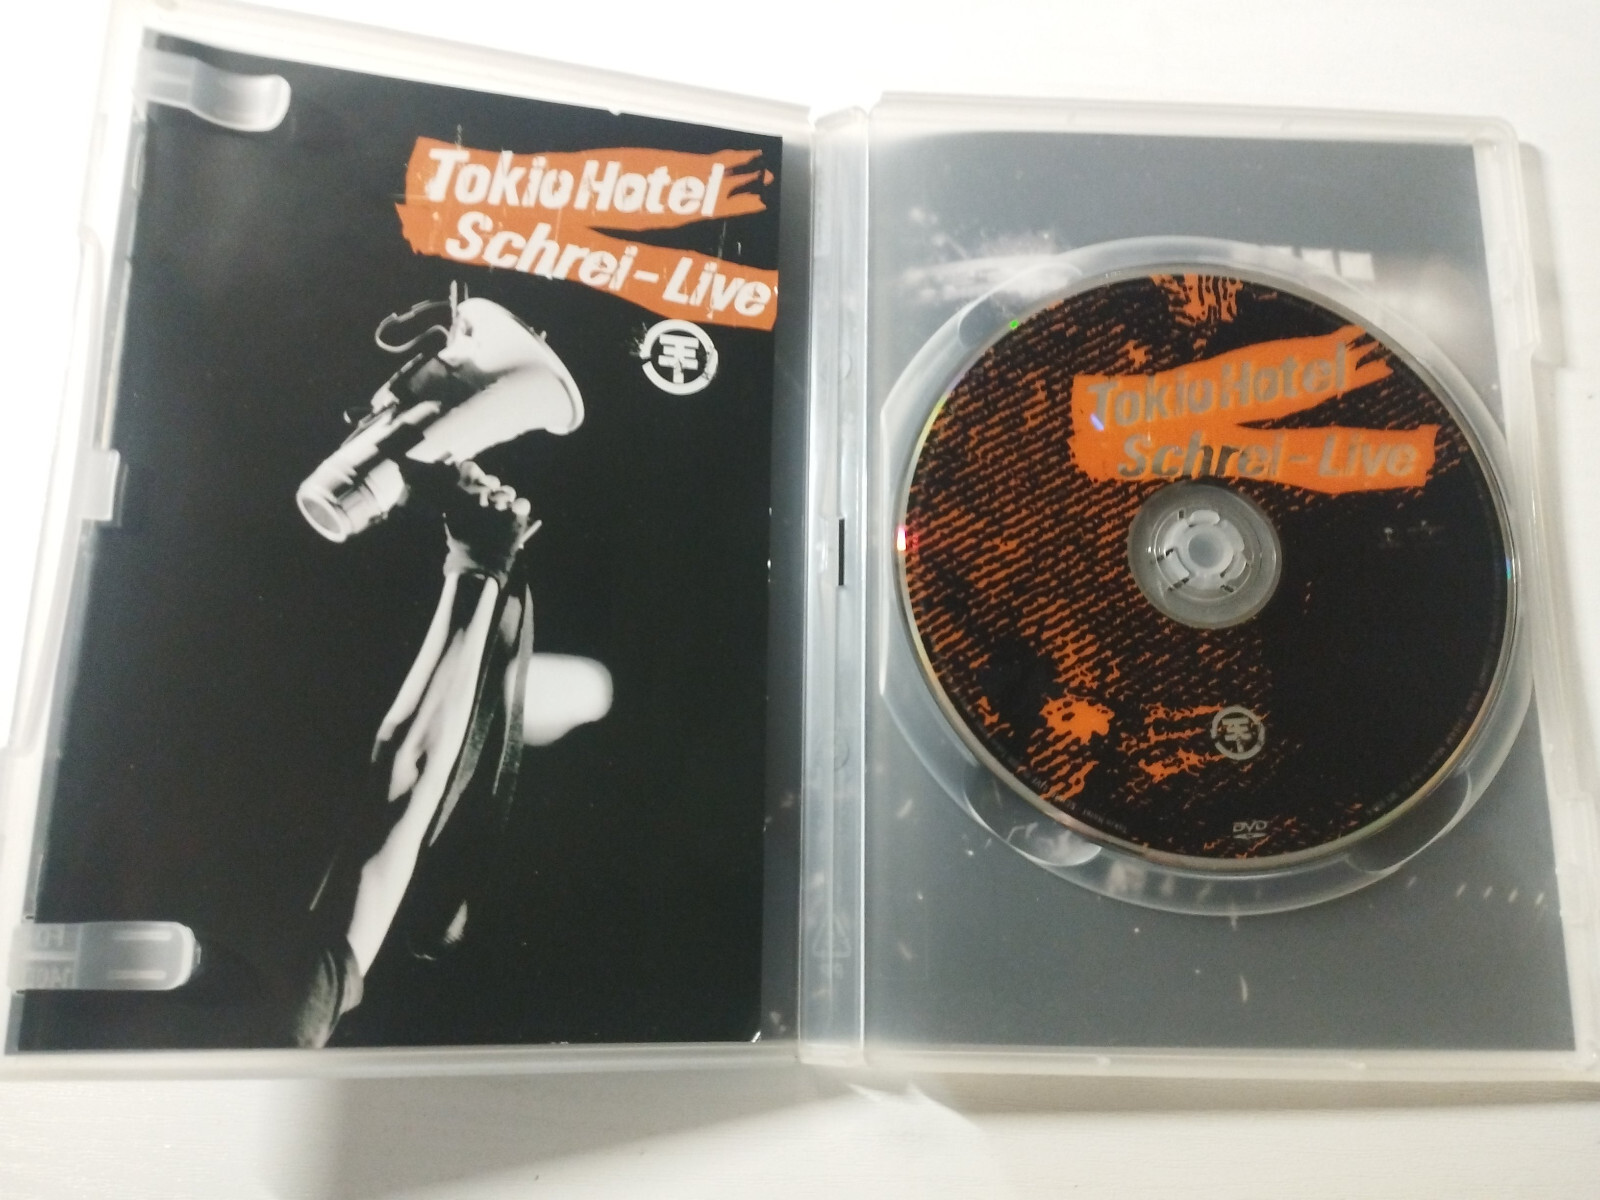 Tokio Hotel
Schrei - Live
Tokio Hotel
Schrei - Live
DVD